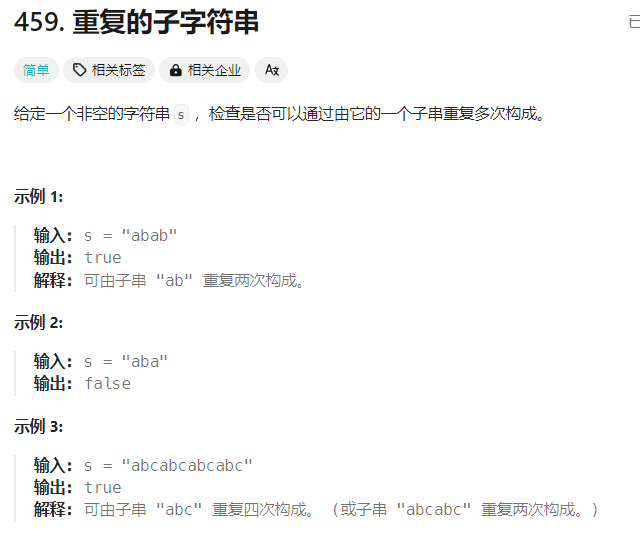 459. 重复的子字符串
简单 相关标签 相关企业
给定一个非空的字符串 s ，检查是否可以通过由它的一个子串重复多次构成。
示例 1:
输入: s = "abab"
输出: true
解释: 可由子串 "ab" 重复两次构成。
示例 2:
输入: s = "aba"
输出: false
示例 3:
输入: s = "abcabcabcabc"
输出: true
解释: 可由子串 "abc" 重复四次构成。 (或子串 "abcabc" 重复两次构成。)